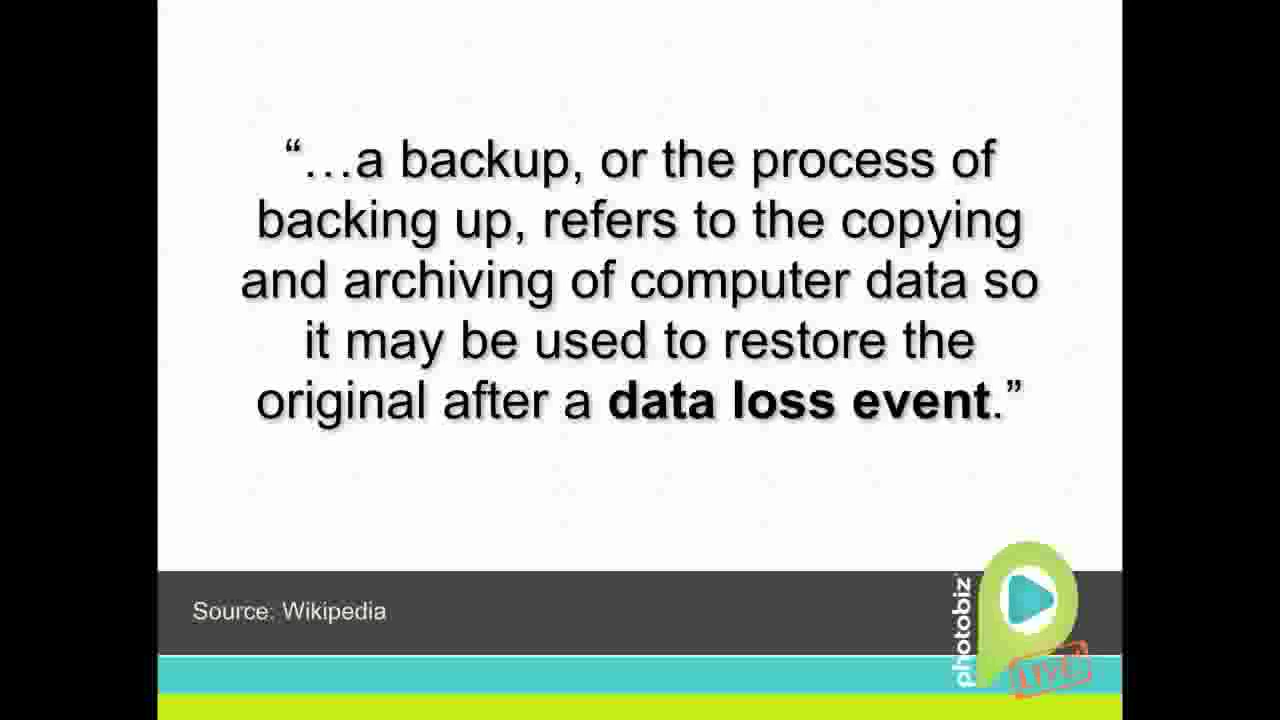 “…a backup, or the process of
backing up, refers to the copying
and archiving of computer data so
it may be used to restore the
original after a data loss event.”
Source: Wikipedia
photobiz
LIVE